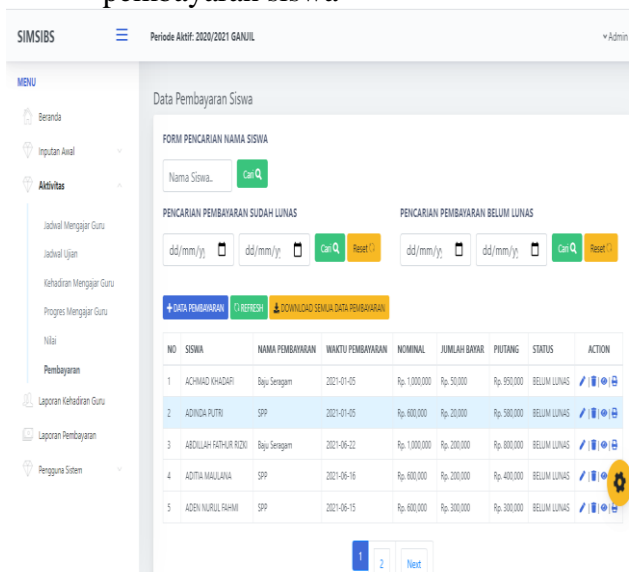 pembayaran siswa
SIMSIBS
Periode Aktif: 2020/2021 GANJIL
Admin
MENU
Beranda
Inputan Awal
Aktivitas
Jadwal Mengajar Guru
Jadwal Ujian
Kehadiran Mengajar Guru
Progres Mengajar Guru
Nilai
Pembayaran
Laporan Kehadiran Guru
Laporan Pembayaran
Pengguna Sistem
Data Pembayaran Siswa
FORM PENCARIAN NAMA SISWA
Nama Siswa.. Cari
PENCARIAN PEMBAYARAN SUDAH LUNAS
dd/mm/yy dd/mm/yy Cari Reset
PENCARIAN PEMBAYARAN BELUM LUNAS
dd/mm/yy dd/mm/yy Cari Reset
+DATA PEMBAYARAN REFRESH DOWNLOAD SEMUA DATA PEMBAYARAN
NO SISWA NAMA PEMBAYARAN WAKTU PEMBAYARAN NOMINAL JUMLAH BAYAR PIUTANG STATUS ACTION
1 ACHMAD KHADAFI Baju Seragam 2021-01-05 Rp. 1,000,000 Rp. 50,000 Rp. 950,000 BELUM LUNAS | | |
2 ADINDA PUTRI SPP 2021-01-05 Rp. 600,000 Rp. 20,000 Rp. 580,000 BELUM LUNAS | | |
3 ABDILLAH FATHUR RIZKI Baju Seragam 2021-06-22 Rp. 1,000,000 Rp. 200,000 Rp. 800,000 BELUM LUNAS | | |
4 ADITIA MAULANA SPP 2021-06-16 Rp. 600,000 Rp. 200,000 Rp. 400,000 BELUM LUNAS | | |
5 ADEN NURUL FAHMI SPP 2021-06-15 Rp. 600,000 Rp. 300,000 Rp. 300,000 BELUM LUNAS | | |
1 2 Next